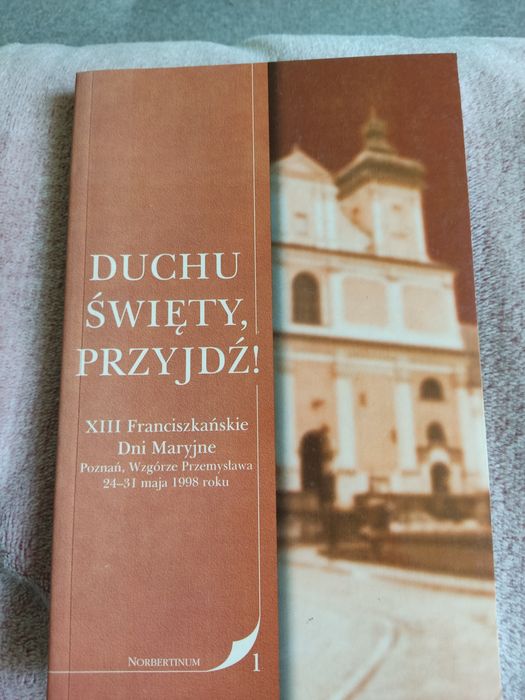 DUCHU
ŚWIĘTY,
PRZYJDŹ!
XIII Franciszkańskie
Dni Maryjne
Poznań, Wzgórze Przemysława
24–31 maja 1998 roku
NORBERTINUM
1